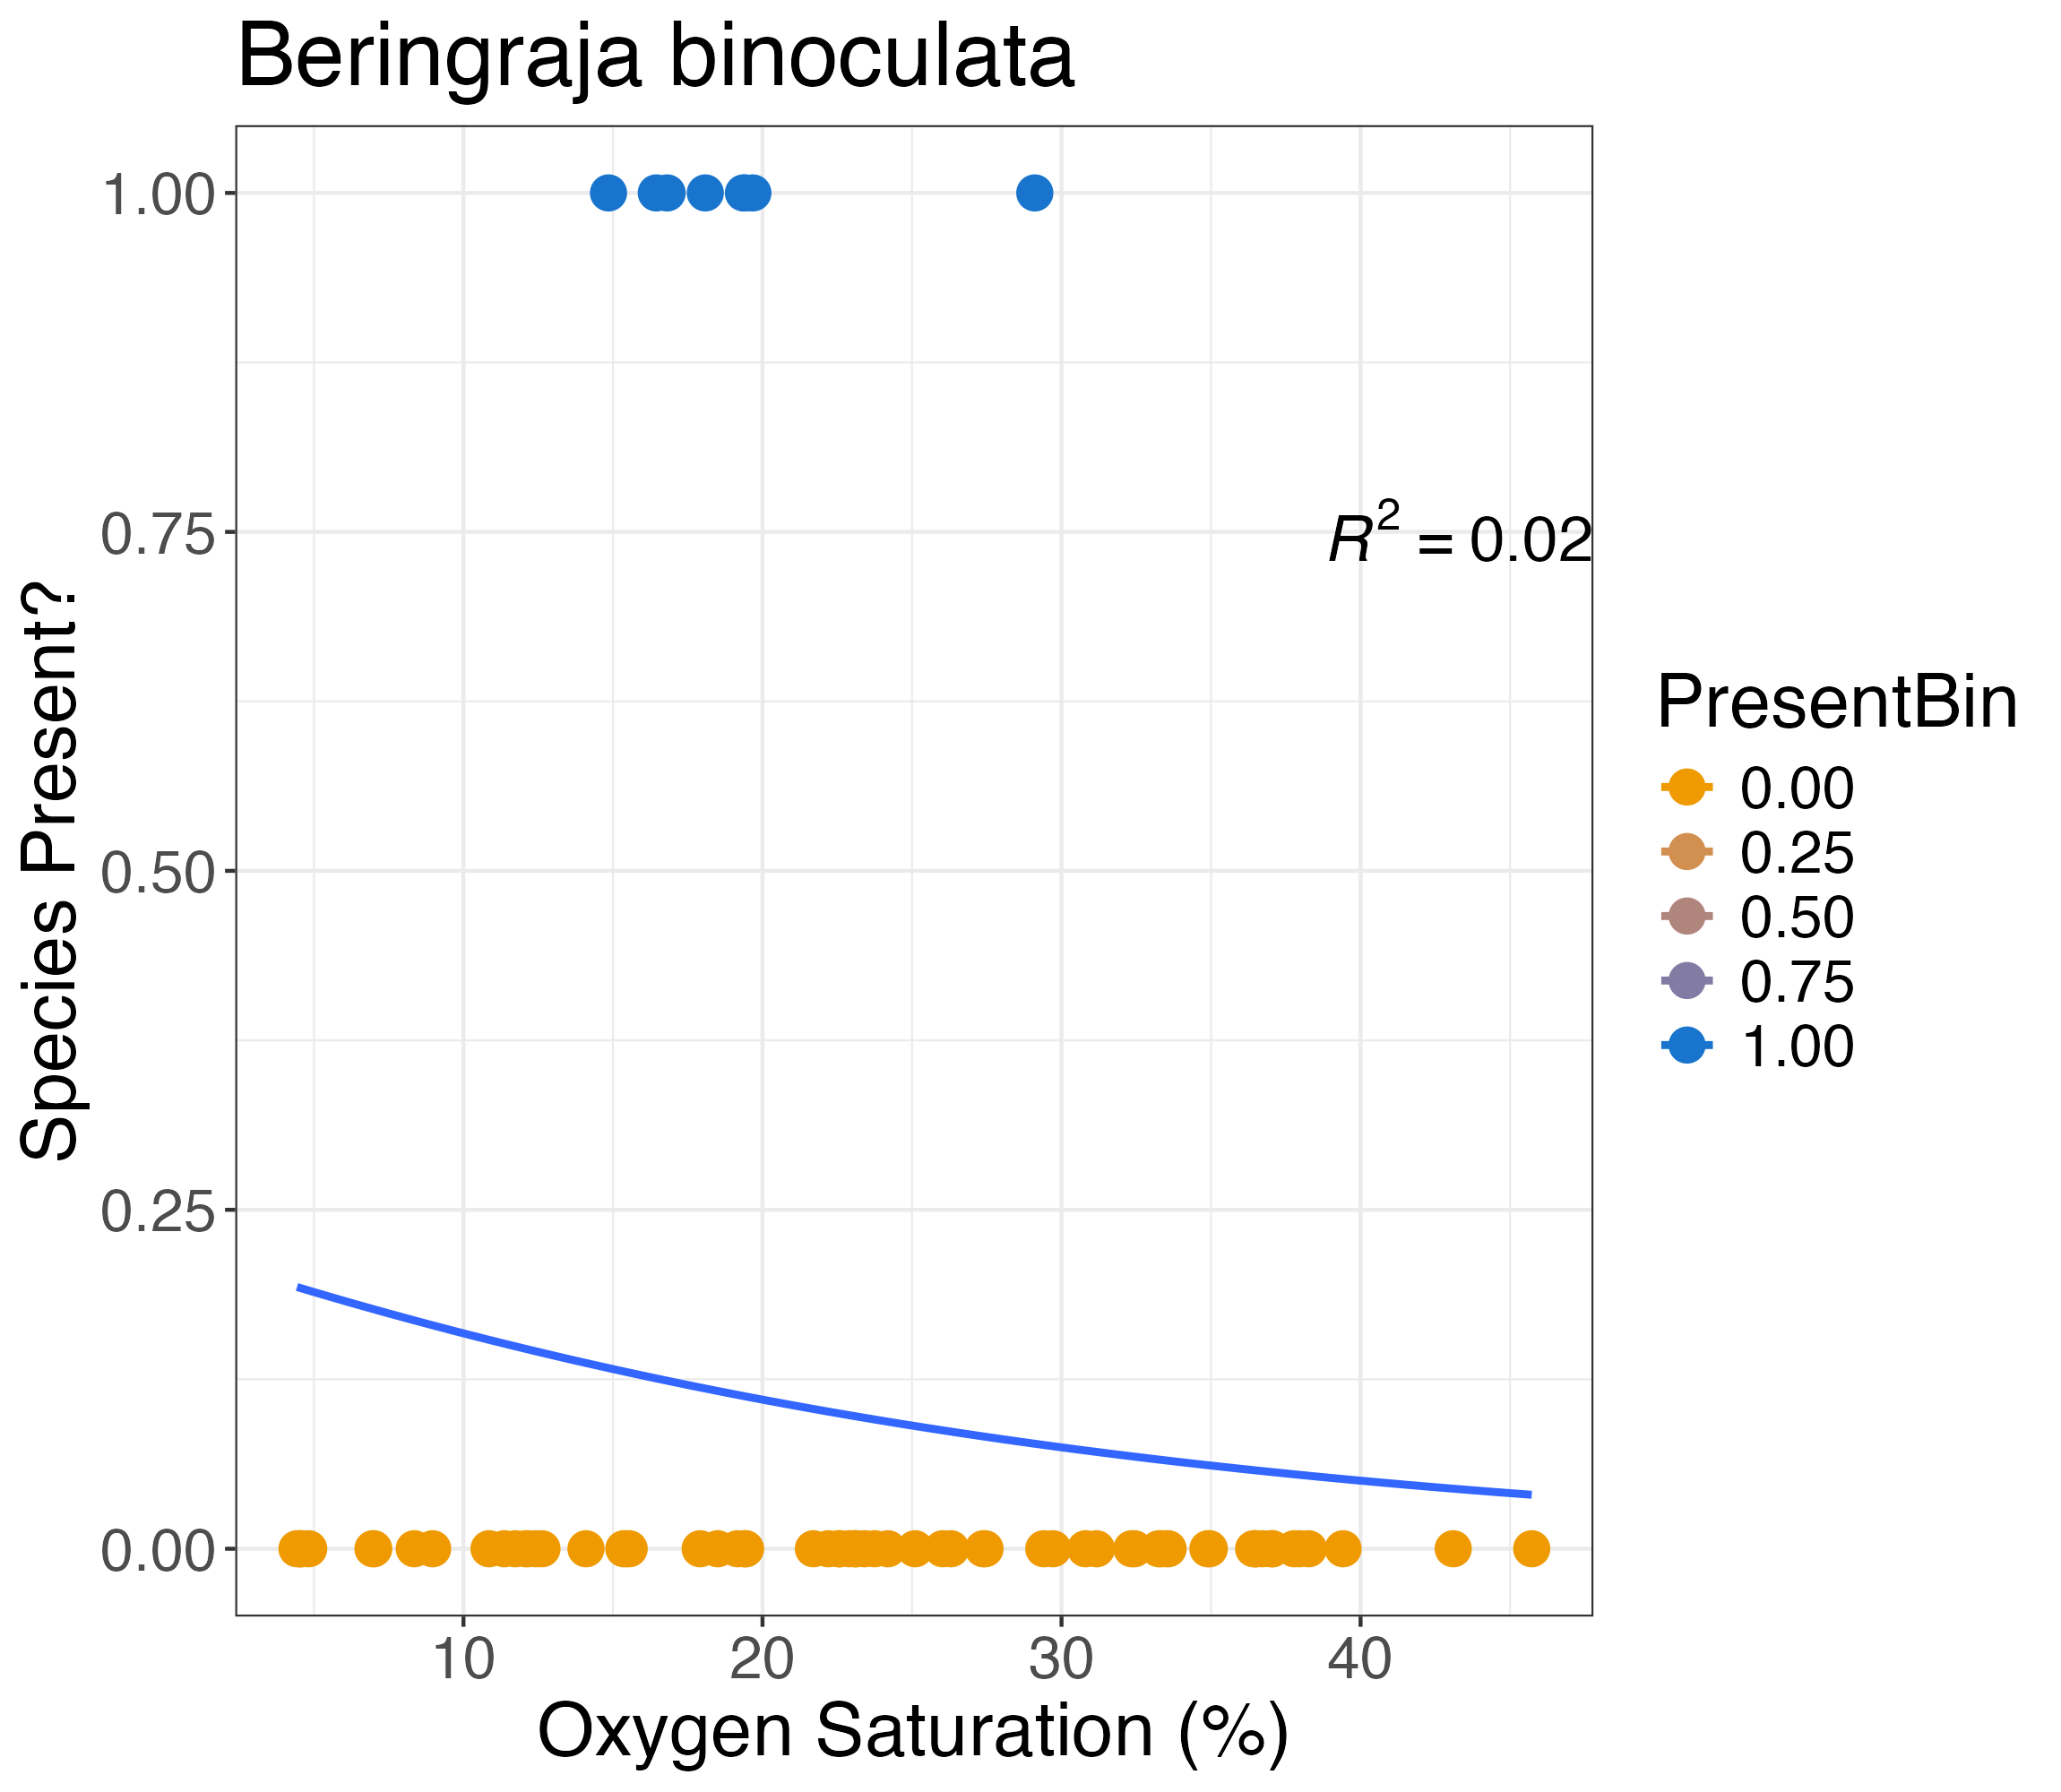 Beringraja binoculata
1.00
0.75
0.50
0.25
0.00
Species Present?
R² = 0.02
10 20 30 40
Oxygen Saturation (%)
PresentBin
0.00
0.25
0.50
0.75
1.00